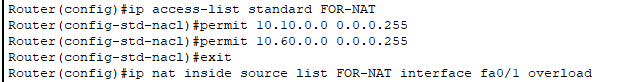 Router(config)#ip access-list standard FOR-NAT
Router(config-std-nacl)#permit 10.10.0.0 0.0.0.255
Router(config-std-nacl)#permit 10.60.0.0 0.0.0.255
Router(config-std-nacl)#exit
Router(config)#ip nat inside source list FOR-NAT interface fa0/1 overload